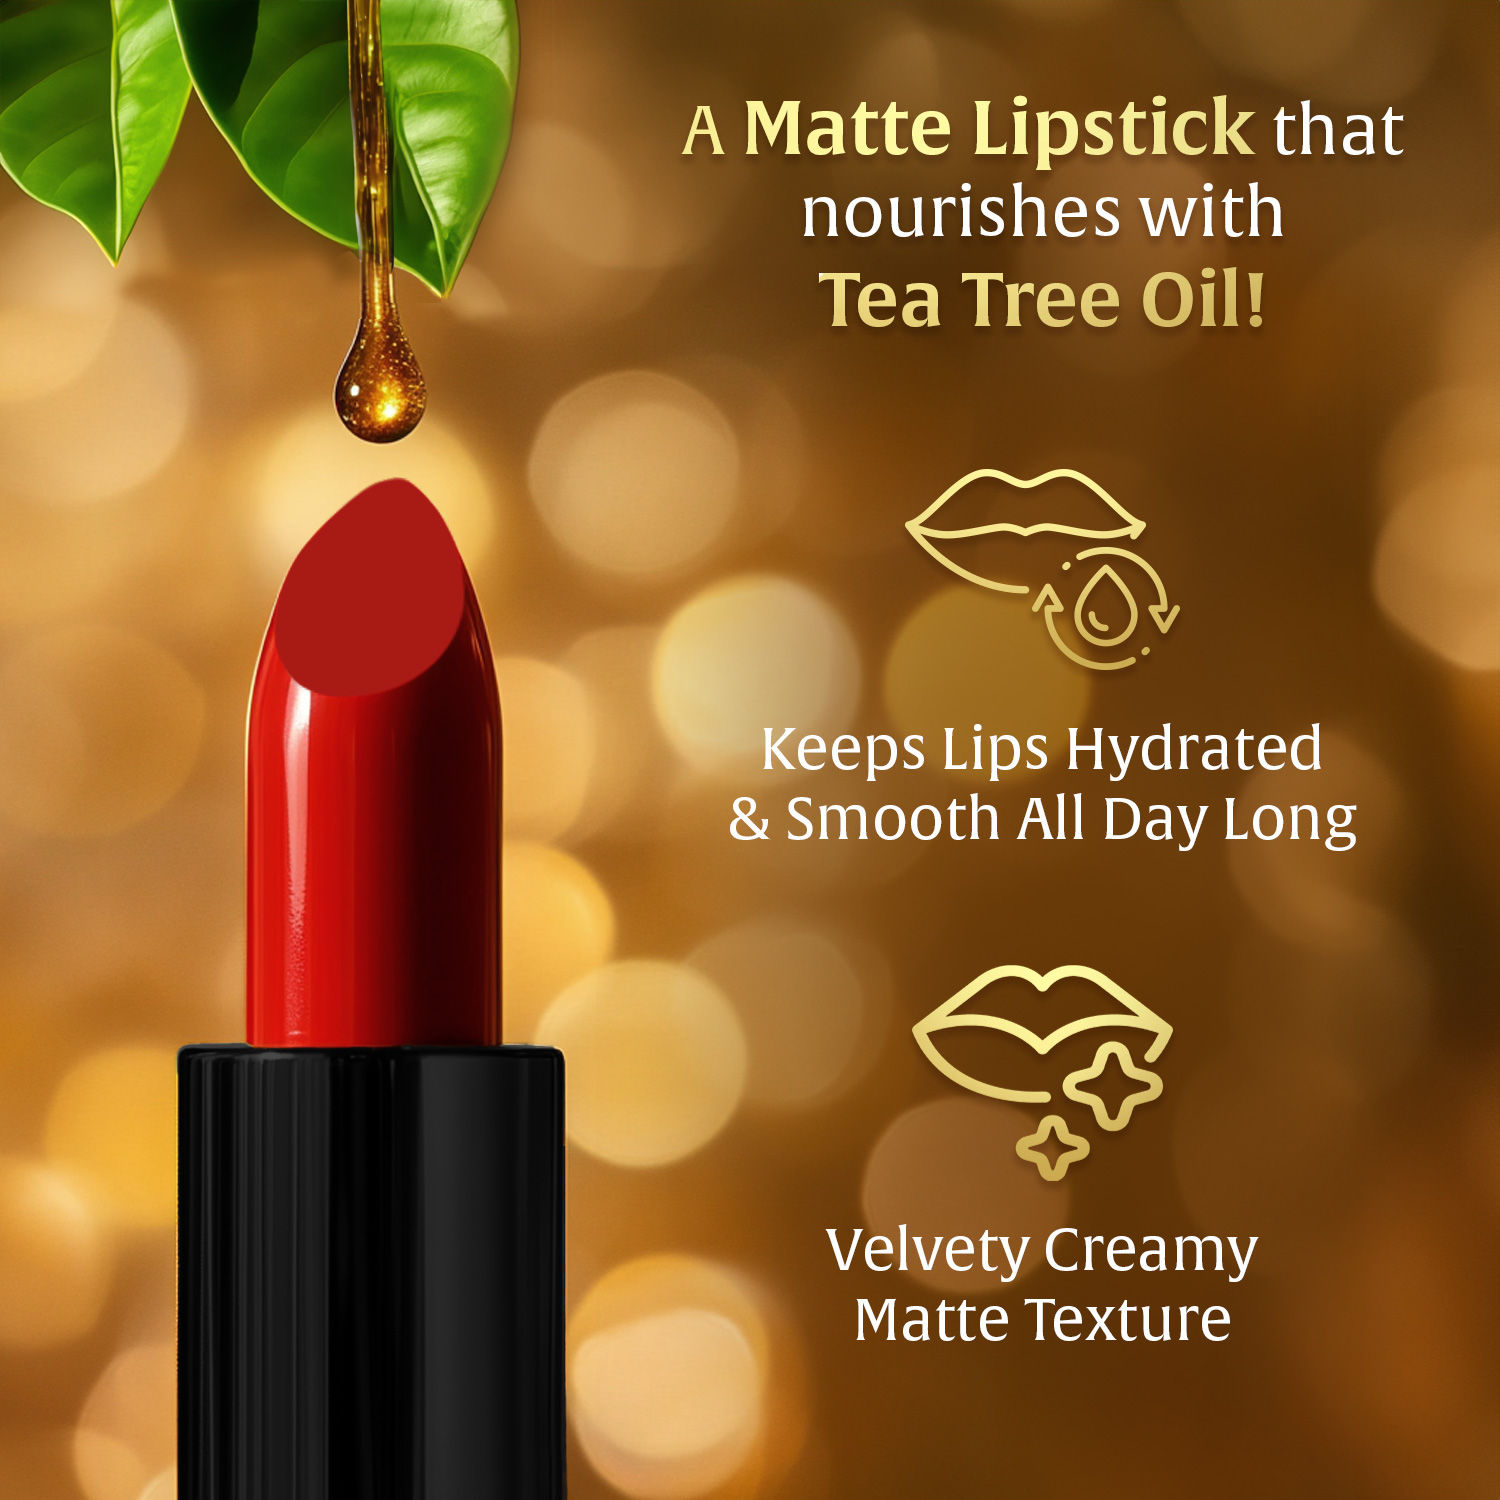 A Matte Lipstick that
nourishes with
Tea Tree Oil!
Keeps Lips Hydrated
& Smooth All Day Long
Velvety Creamy
Matte Texture